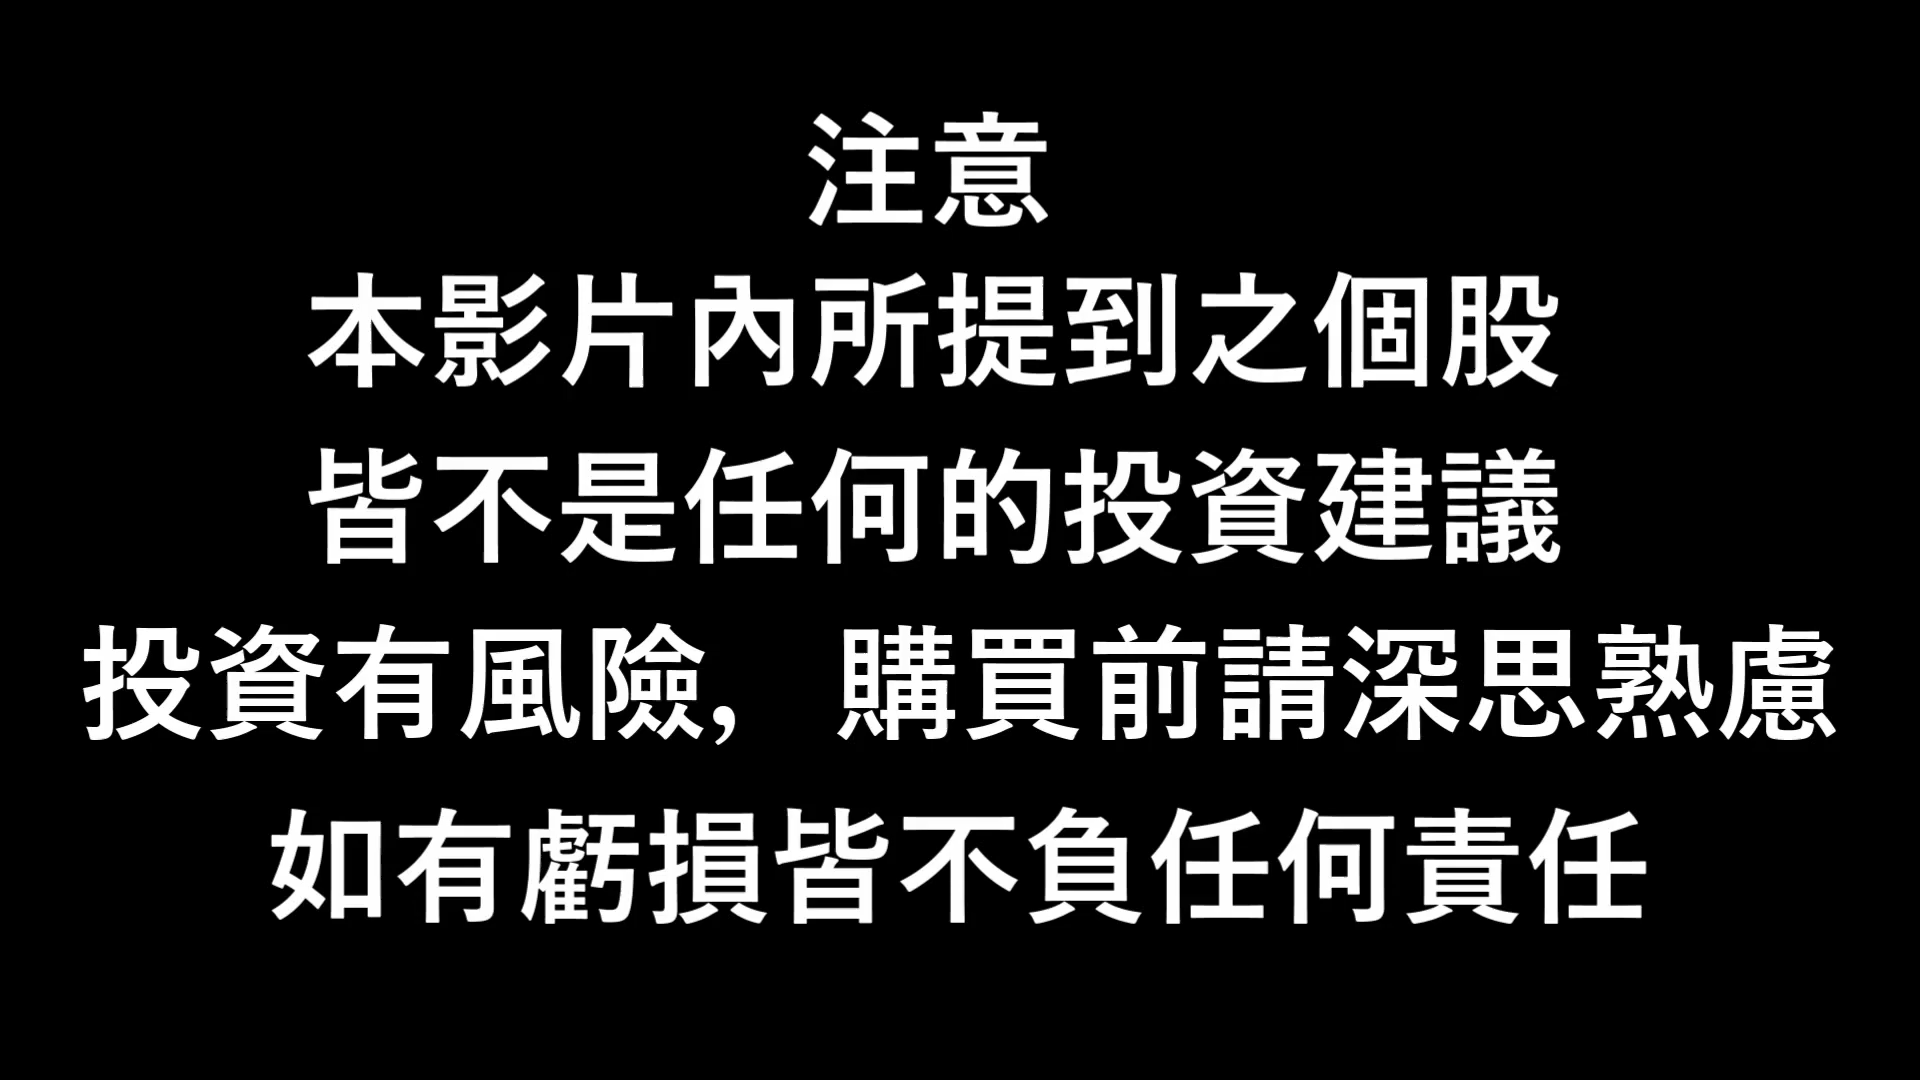 注意
本影片內所提到之個股
皆不是任何的投資建議
投資有風險，購買前請深思熟慮
如有虧損皆不負任何責任